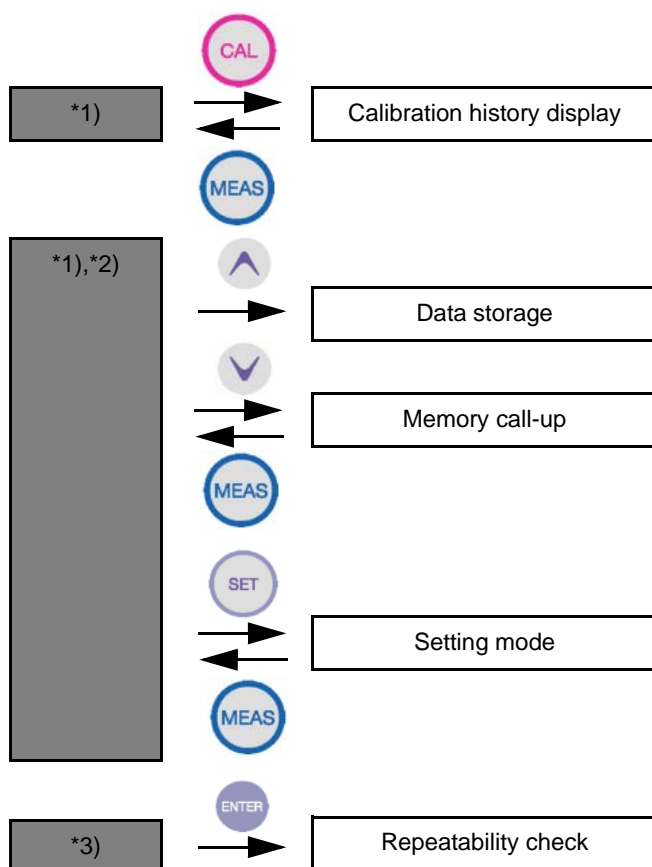 CAL
*1)
Calibration history display
MEAS
*1),*2)
Data storage
Memory call-up
MEAS
SET
Setting mode
MEAS
ENTER
*3)
Repeatability check